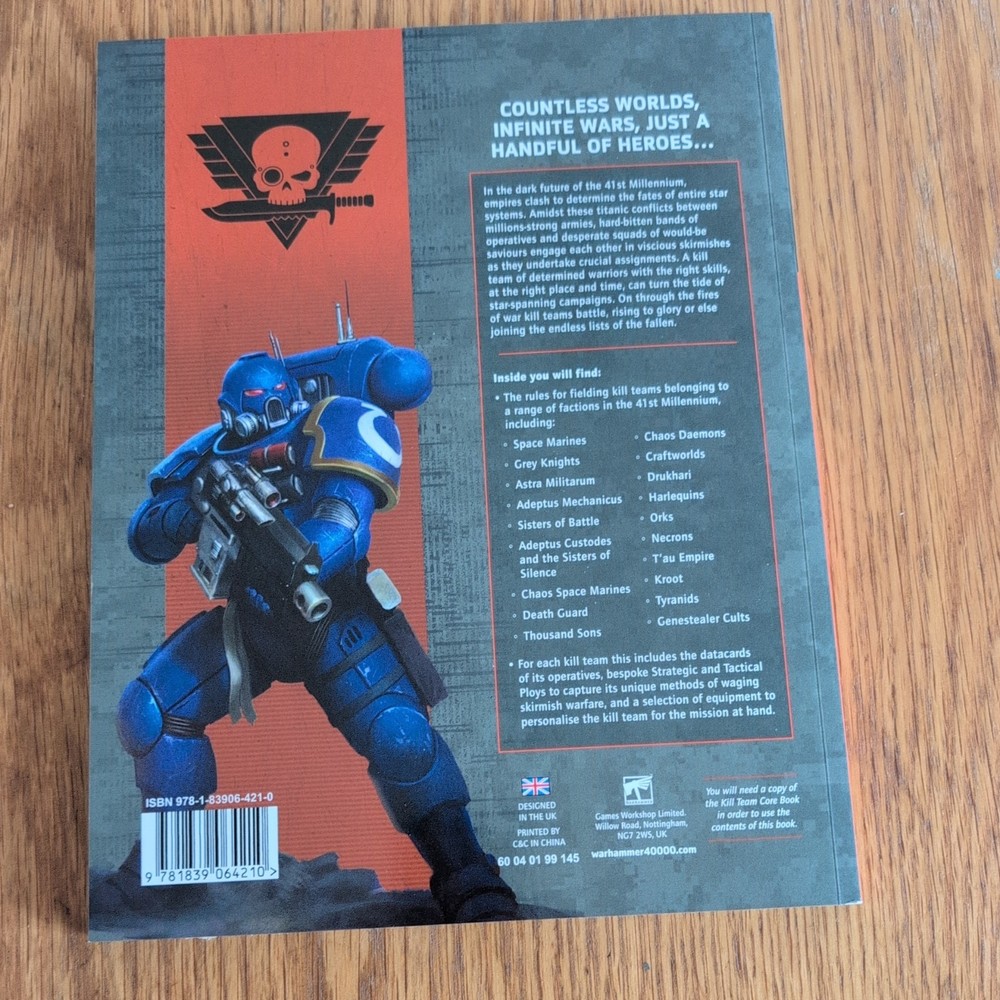 COUNTLESS WORLDS,
INFINITE WARS, JUST A
HANDFUL OF HEROES...
In the dark future of the 41st Millennium,
empires clash to determine the fates of entire star
systems. Amidst these titanic conflicts between
millions-strong armies, hard-bitten bands of
operatives and desperate squads of would-be
saviours engage each other in viscious skirmishes
as they undertake crucial assignments. A kill
team of determined warriors with the right skills,
at the right place and time, can turn the tide of
star-spanning campaigns. On through the fires
of war kill teams battle, rising to glory or else
joining the endless lists of the fallen.
Inside you will find:
• The rules for fielding kill teams belonging to
a range of factions in the 41st Millennium,
including:
◦ Space Marines
◦ Grey Knights
◦ Astra Militarum
◦ Adeptus Mechanicus
◦ Sisters of Battle
◦ Adeptus Custodes
and the Sisters of
Silence
◦ Chaos Space Marines
◦ Death Guard
◦ Thousand Sons
◦ Chaos Daemons
◦ Craftworlds
◦ Drukhari
◦ Harlequins
◦ Orks
◦ Necrons
◦ T'au Empire
◦ Kroot
◦ Tyranids
◦ Genestealer Cults
• For each kill team this includes the datacards
of its operatives, bespoke Strategic and Tactical
Ploys to capture its unique methods of waging
skirmish warfare, and a selection of equipment to
personalise the kill team for the mission at hand.
ISBN 978-1-83906-421-0
9 781839 064210 >
DESIGNED
IN THE UK
PRINTED BY
C&C IN CHINA
60 04 01 99 145
Games Workshop Limited.
Willow Road, Nottingham,
NG7 2WS, UK
warhammer40000.com
You will need a copy of
the Kill Team Core Book
in order to use the
contents of this book.